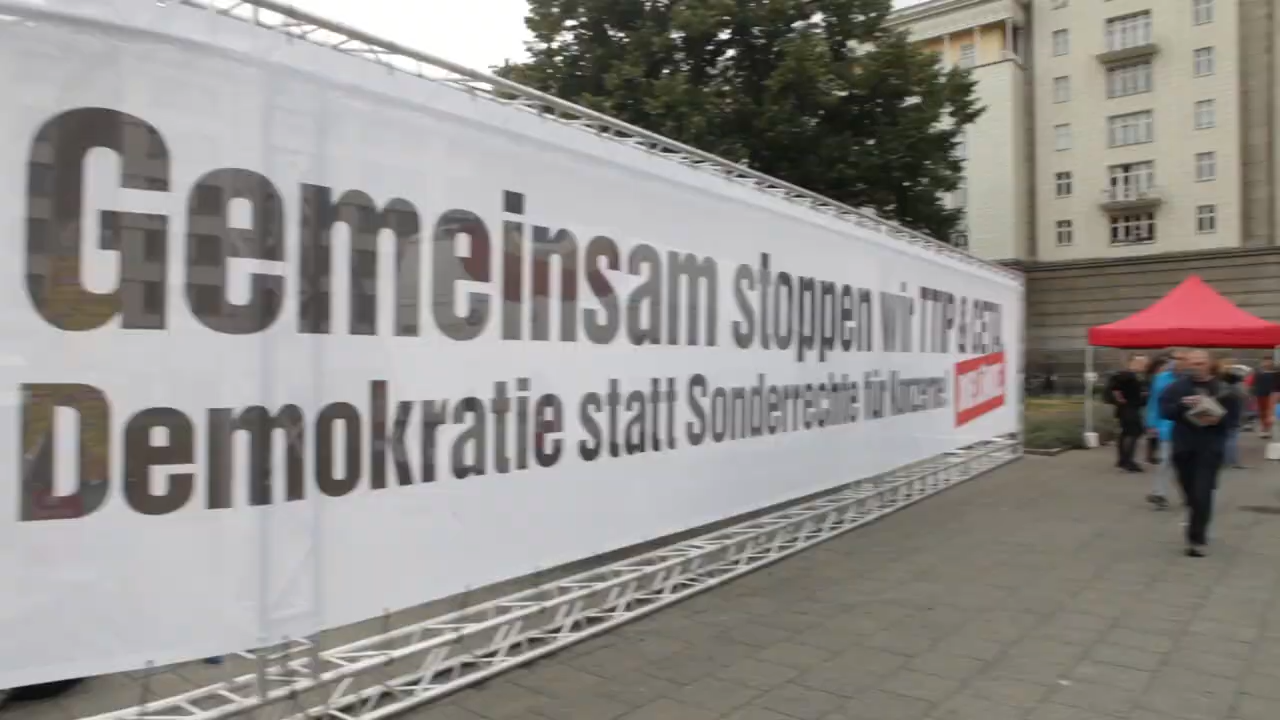 Gemeinsam stoppen wir TTIP & CETA.
Demokratie statt Sonderrechte für Konzerne!